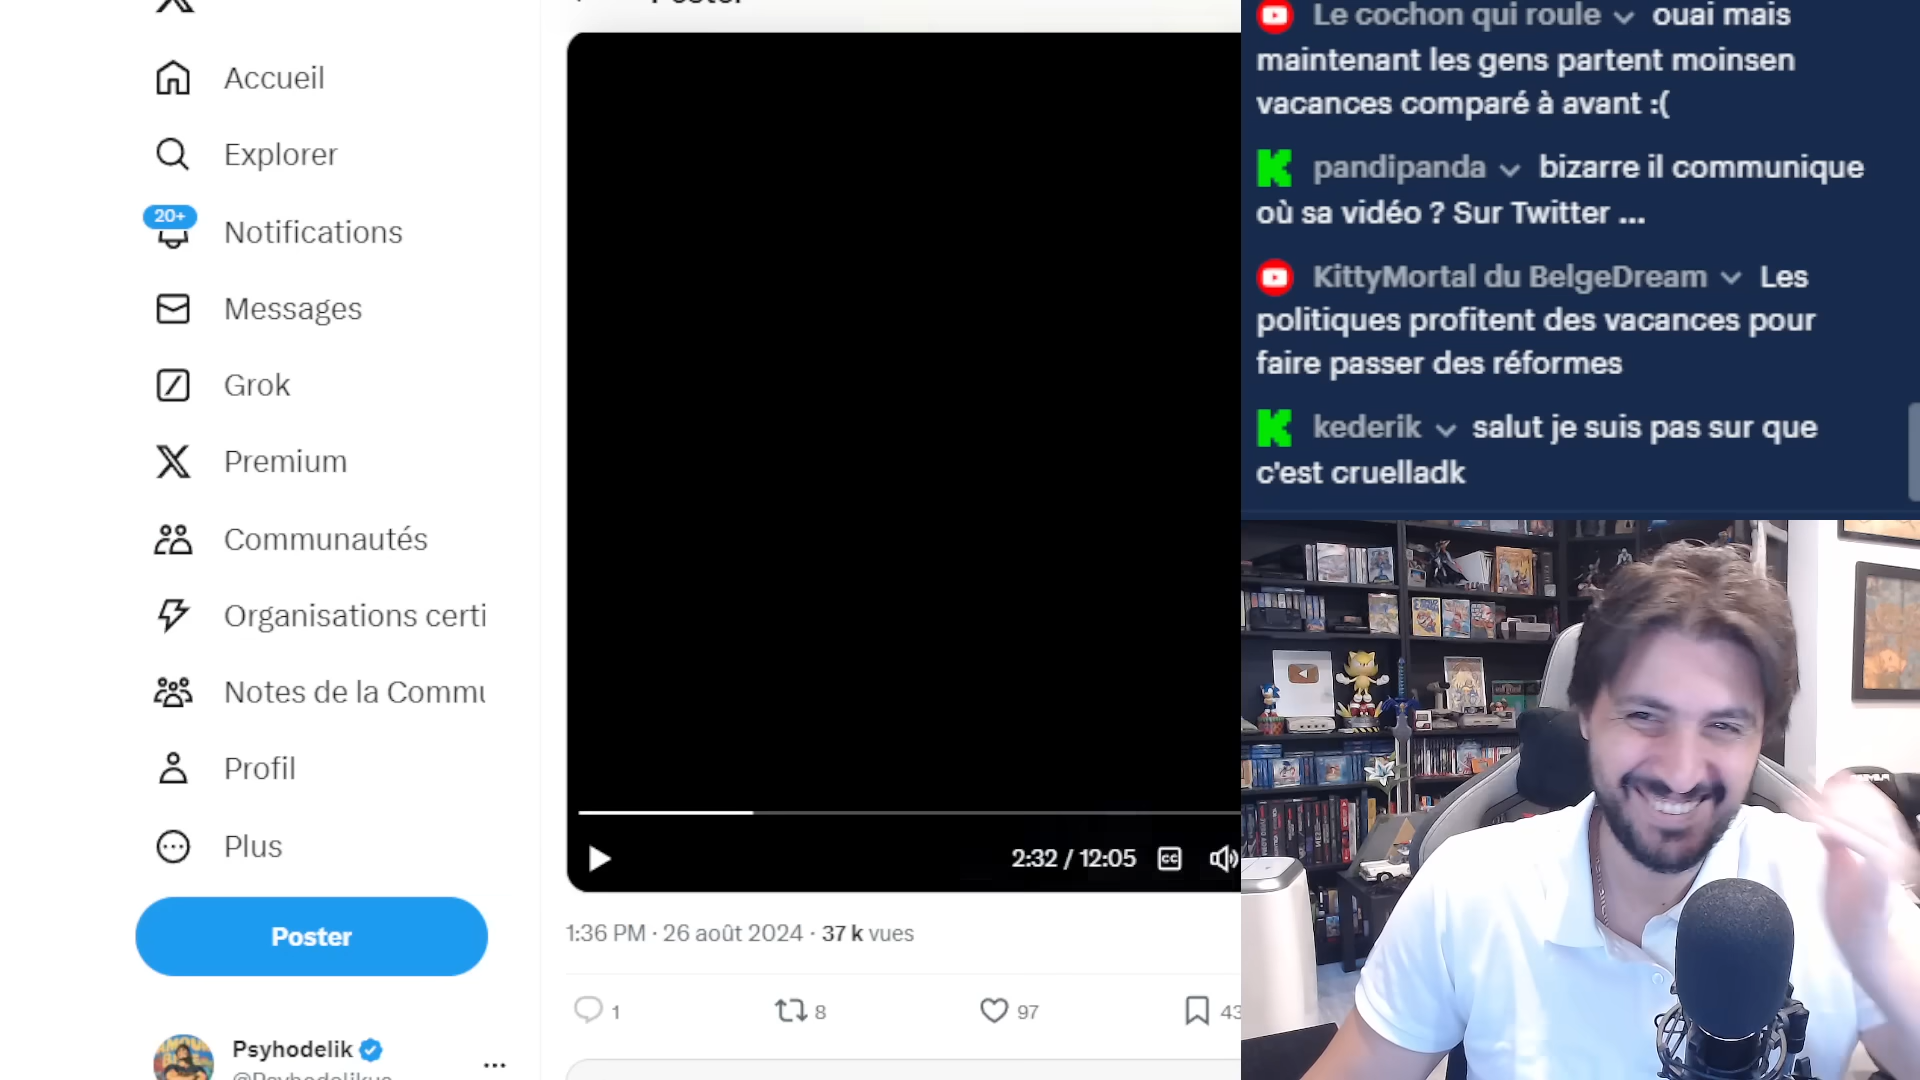 Poster
Accueil
Explorer
20+
Notifications
Messages
Grok
Premium
Communautés
Organisations certi
Notes de la Commu
Profil
Plus
Poster
Psyhodelik
@Psyhodelikus
2:32 / 12:05
1:36 PM · 26 août 2024 · 37 k vues
1
8
97
43
Le cochon qui roule ouai mais
maintenant les gens partent moinsen
vacances comparé à avant :(
pandipanda bizarre il communique
où sa vidéo ? Sur Twitter ...
KittyMortal du BelgeDream Les
politiques profitent des vacances pour
faire passer des réformes
kederik salut je suis pas sur que
c'est cruelladk